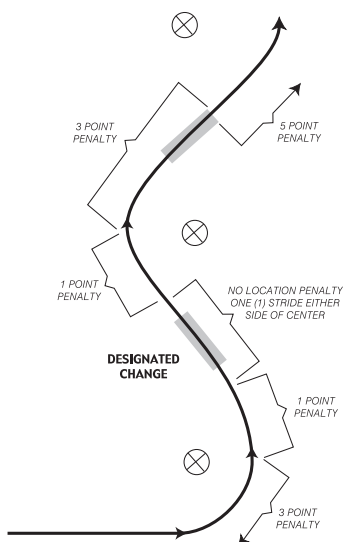 3 POINT
PENALTY
5 POINT
PENALTY
1 POINT
PENALTY
NO LOCATION PENALTY
ONE (1) STRIDE EITHER
SIDE OF CENTER
DESIGNATED
CHANGE
1 POINT
PENALTY
3 POINT
PENALTY